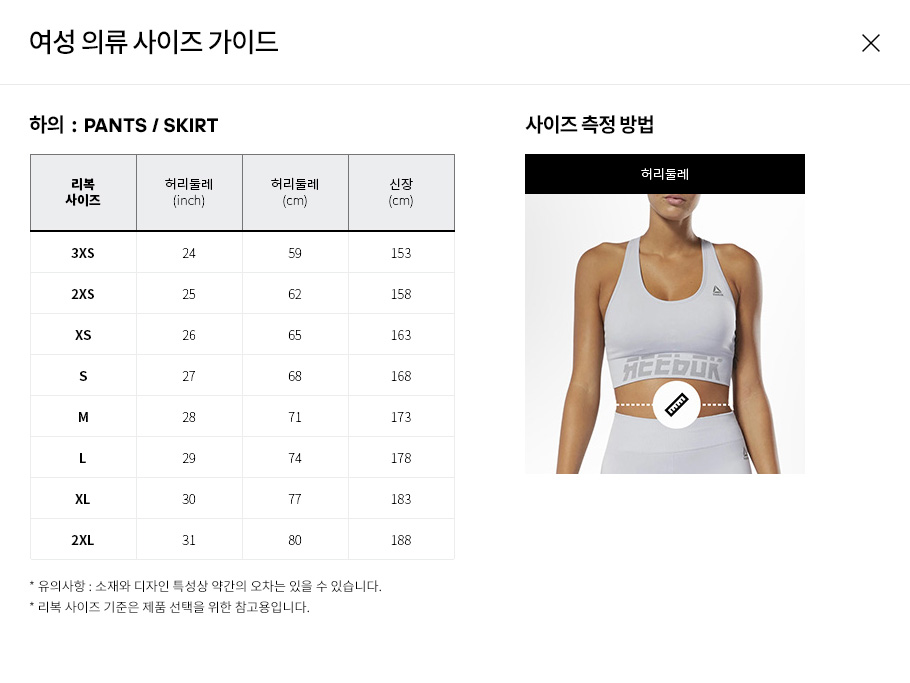 여성 의류 사이즈 가이드
하의 : PANTS / SKIRT
리복 사이즈 허리둘레 (inch) 허리둘레 (cm) 신장 (cm)
3XS 24 59 153
2XS 25 62 158
XS 26 65 163
S 27 68 168
M 28 71 173
L 29 74 178
XL 30 77 183
2XL 31 80 188
* 유의사항 : 소재와 디자인 특성상 약간의 오차는 있을 수 있습니다.
* 리복 사이즈 기준은 제품 선택을 위한 참고용입니다.
사이즈 측정 방법
허리둘레
REEBOK